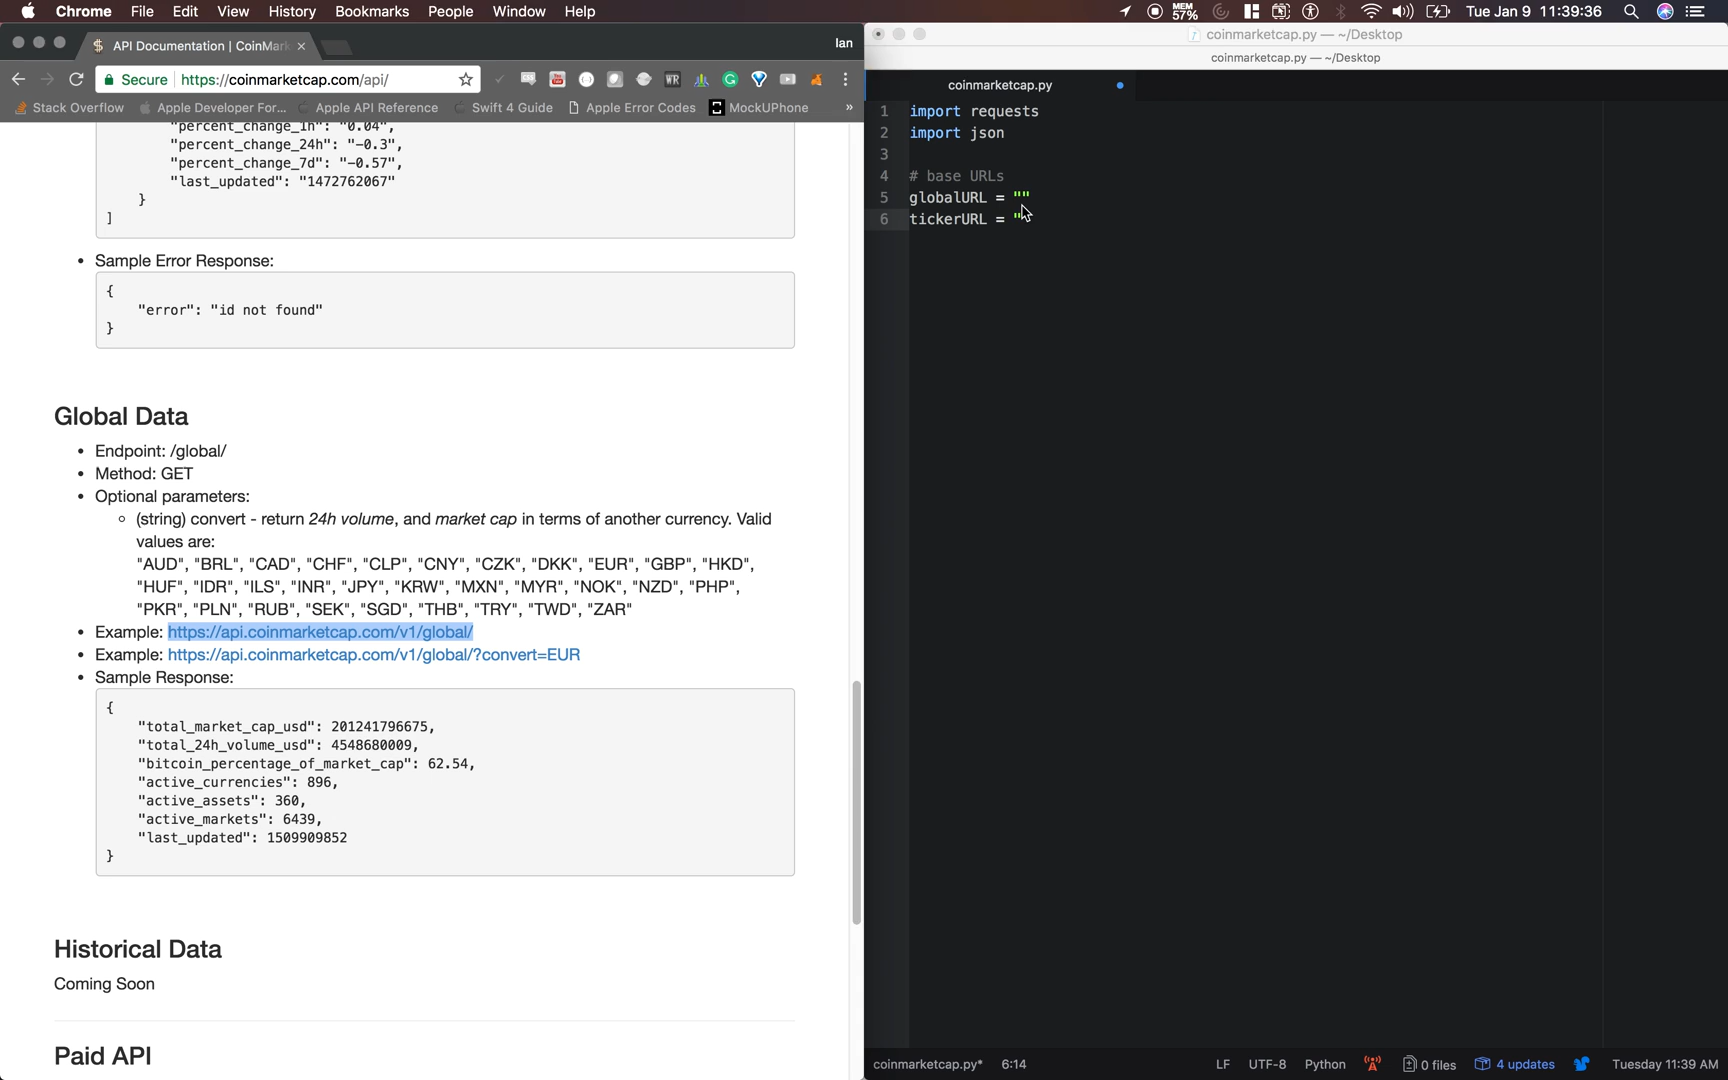 Chrome File Edit View History Bookmarks People Window Help MEM 57% Tue Jan 9 11:39:36
API Documentation | CoinMark Ian
Secure https://coinmarketcap.com/api/
Stack Overflow Apple Developer For... Apple API Reference Swift 4 Guide Apple Error Codes MockUPhone »
"percent_change_1h": "0.04",
"percent_change_24h": "-0.3",
"percent_change_7d": "-0.57",
"last_updated": "1472762067"
}
]
• Sample Error Response:
{
"error": "id not found"
}
Global Data
• Endpoint: /global/
• Method: GET
• Optional parameters:
(string) convert - return 24h volume, and market cap in terms of another currency. Valid
values are:
"AUD", "BRL", "CAD", "CHF", "CLP", "CNY", "CZK", "DKK", "EUR", "GBP", "HKD",
"HUF", "IDR", "ILS", "INR", "JPY", "KRW", "MXN", "MYR", "NOK", "NZD", "PHP",
"PKR", "PLN", "RUB", "SEK", "SGD", "THB", "TRY", "TWD", "ZAR"
• Example: https://api.coinmarketcap.com/v1/global/
• Example: https://api.coinmarketcap.com/v1/global/?convert=EUR
• Sample Response:
{
"total_market_cap_usd": 201241796675,
"total_24h_volume_usd": 4548680009,
"bitcoin_percentage_of_market_cap": 62.54,
"active_currencies": 896,
"active_assets": 360,
"active_markets": 6439,
"last_updated": 1509909852
}
Historical Data
Coming Soon
Paid API
coinmarketcap.py — ~/Desktop
coinmarketcap.py — ~/Desktop
coinmarketcap.py
1 import requests
2 import json
3
4 # base URLs
5 globalURL = ""
6 tickerURL = "
coinmarketcap.py* 6:14 LF UTF-8 Python 0 files 4 updates Tuesday 11:39 AM